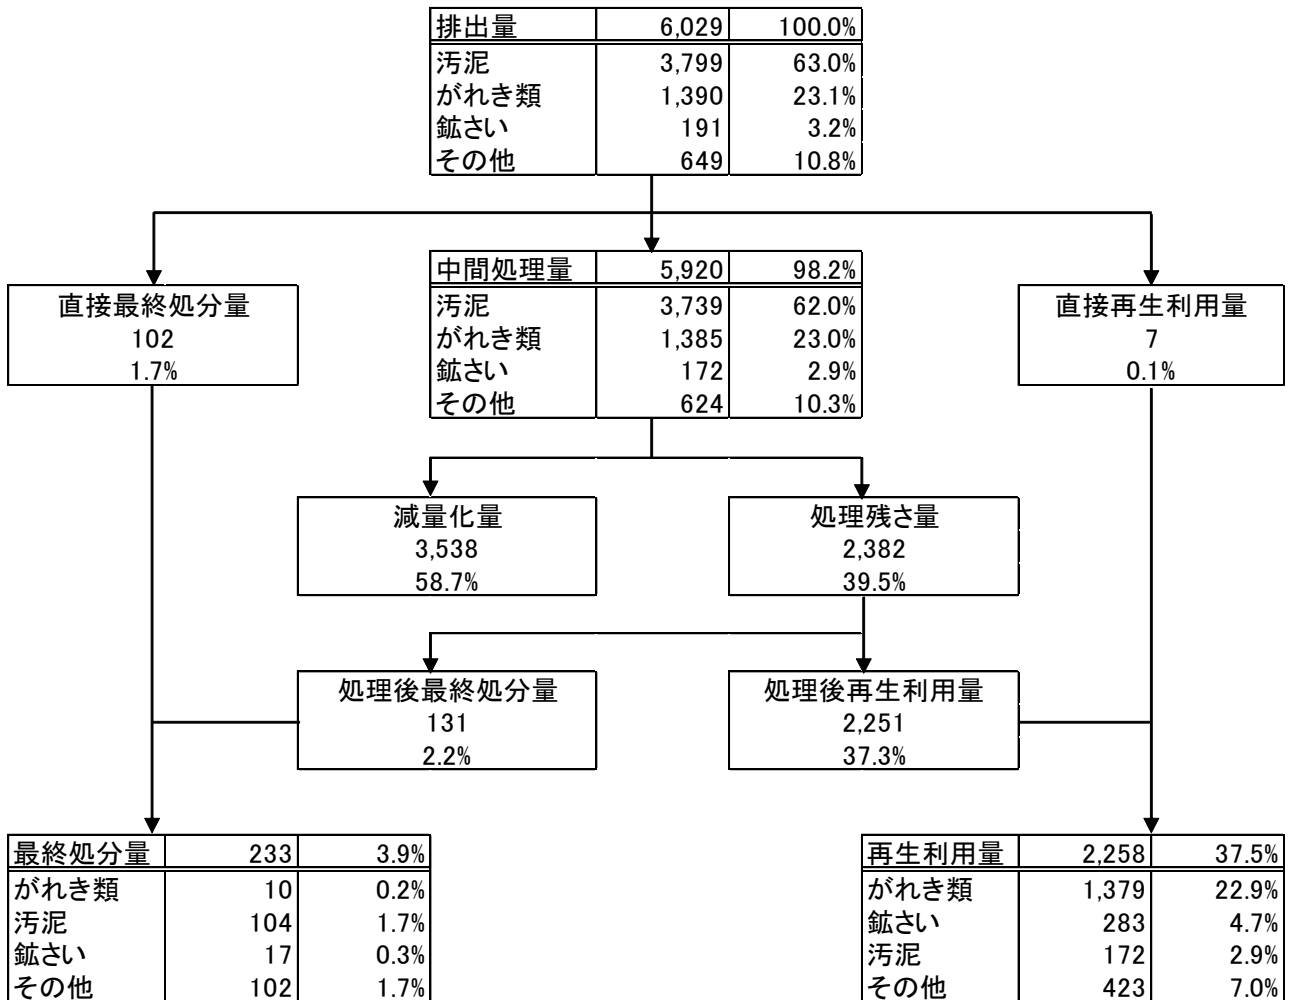 排出量 6,029 100.0%
汚泥 3,799 63.0%
がれき類 1,390 23.1%
鉱さい 191 3.2%
その他 649 10.8%
中間処理量 5,920 98.2%
汚泥 3,739 62.0%
がれき類 1,385 23.0%
鉱さい 172 2.9%
その他 624 10.3%
直接最終処分量
102
1.7%
直接再生利用量
7
0.1%
減量化量
3,538
58.7%
処理残さ量
2,382
39.5%
処理後最終処分量
131
2.2%
処理後再生利用量
2,251
37.3%
最終処分量 233 3.9%
がれき類 10 0.2%
汚泥 104 1.7%
鉱さい 17 0.3%
その他 102 1.7%
再生利用量 2,258 37.5%
がれき類 1,379 22.9%
鉱さい 283 4.7%
汚泥 172 2.9%
その他 423 7.0%